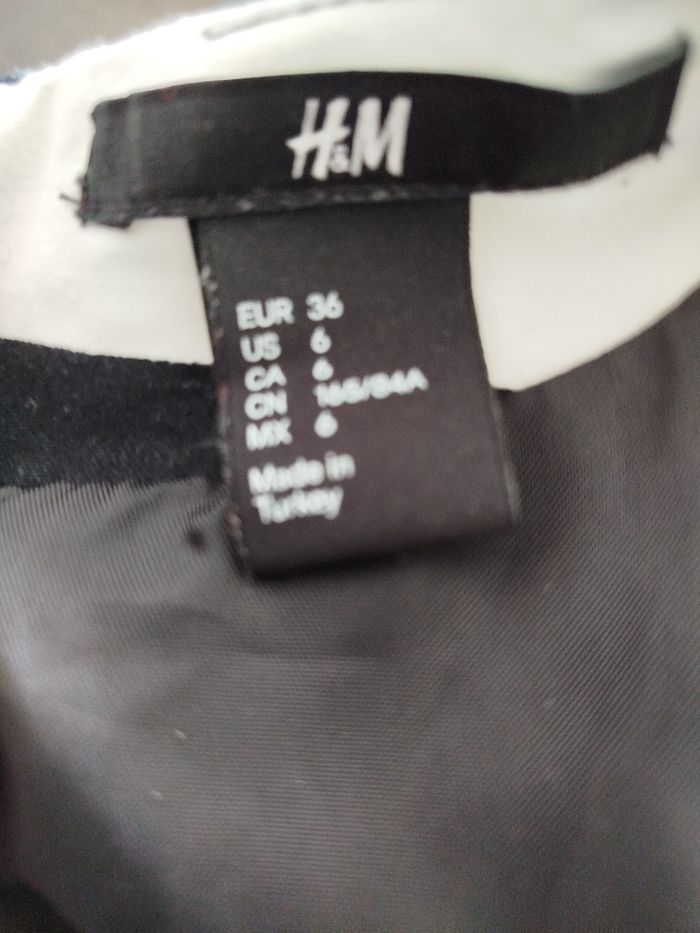 H&M
EUR 36
US 6
CA 6
CN 165/84A
MX 6
Made in
Turkey